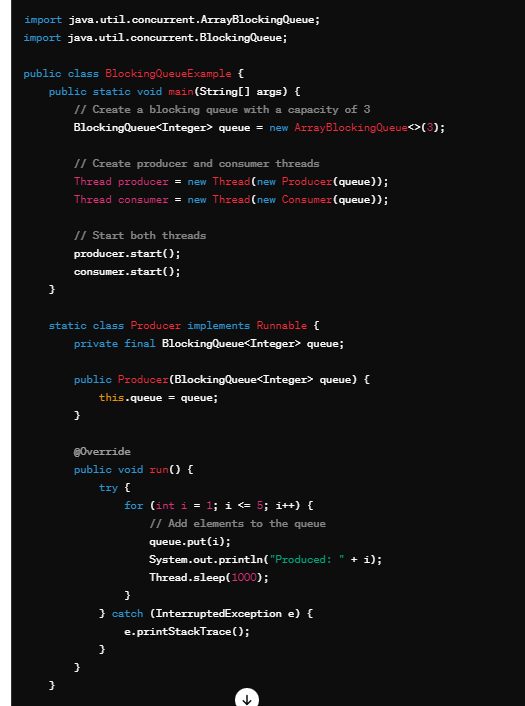 import java.util.concurrent.ArrayBlockingQueue;
import java.util.concurrent.BlockingQueue;

public class BlockingQueueExample {
    public static void main(String[] args) {
        // Create a blocking queue with a capacity of 3
        BlockingQueue<Integer> queue = new ArrayBlockingQueue<>(3);

        // Create producer and consumer threads
        Thread producer = new Thread(new Producer(queue));
        Thread consumer = new Thread(new Consumer(queue));

        // Start both threads
        producer.start();
        consumer.start();
    }

    static class Producer implements Runnable {
        private final BlockingQueue<Integer> queue;

        public Producer(BlockingQueue<Integer> queue) {
            this.queue = queue;
        }

        @Override
        public void run() {
            try {
                for (int i = 1; i <= 5; i++) {
                    // Add elements to the queue
                    queue.put(i);
                    System.out.println("Produced: " + i);
                    Thread.sleep(1000);
                }
            } catch (InterruptedException e) {
                e.printStackTrace();
            }
        }
    }